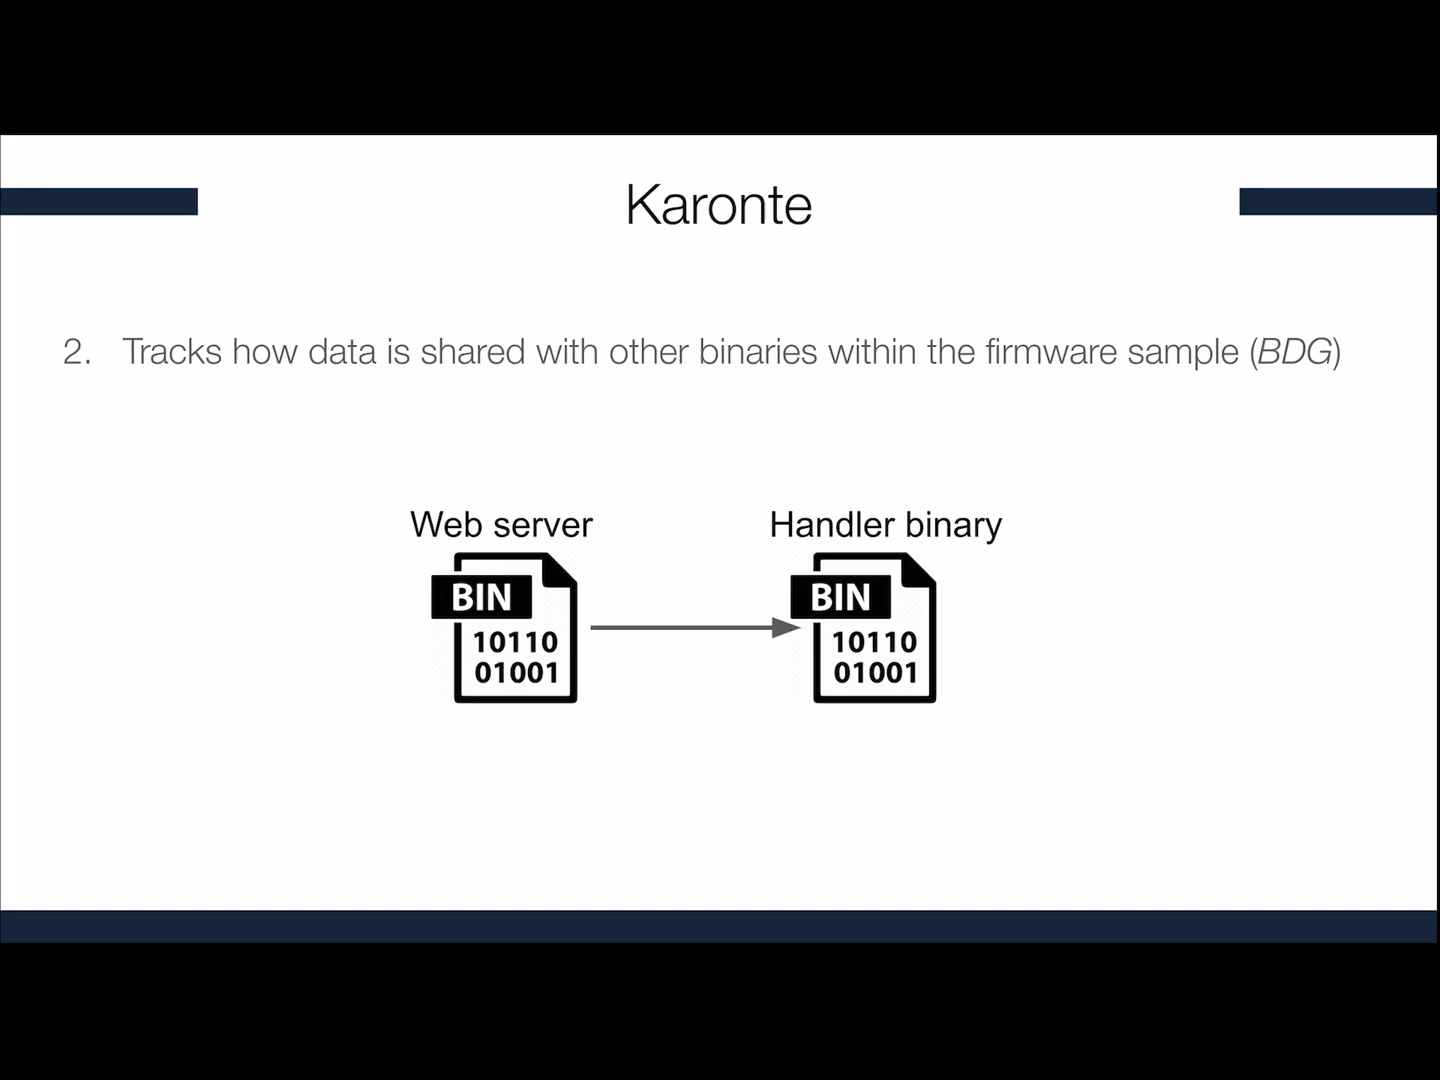 Karonte
2. Tracks how data is shared with other binaries within the firmware sample (BDG)
Web server
Handler binary
BIN
10110
01001
BIN
10110
01001